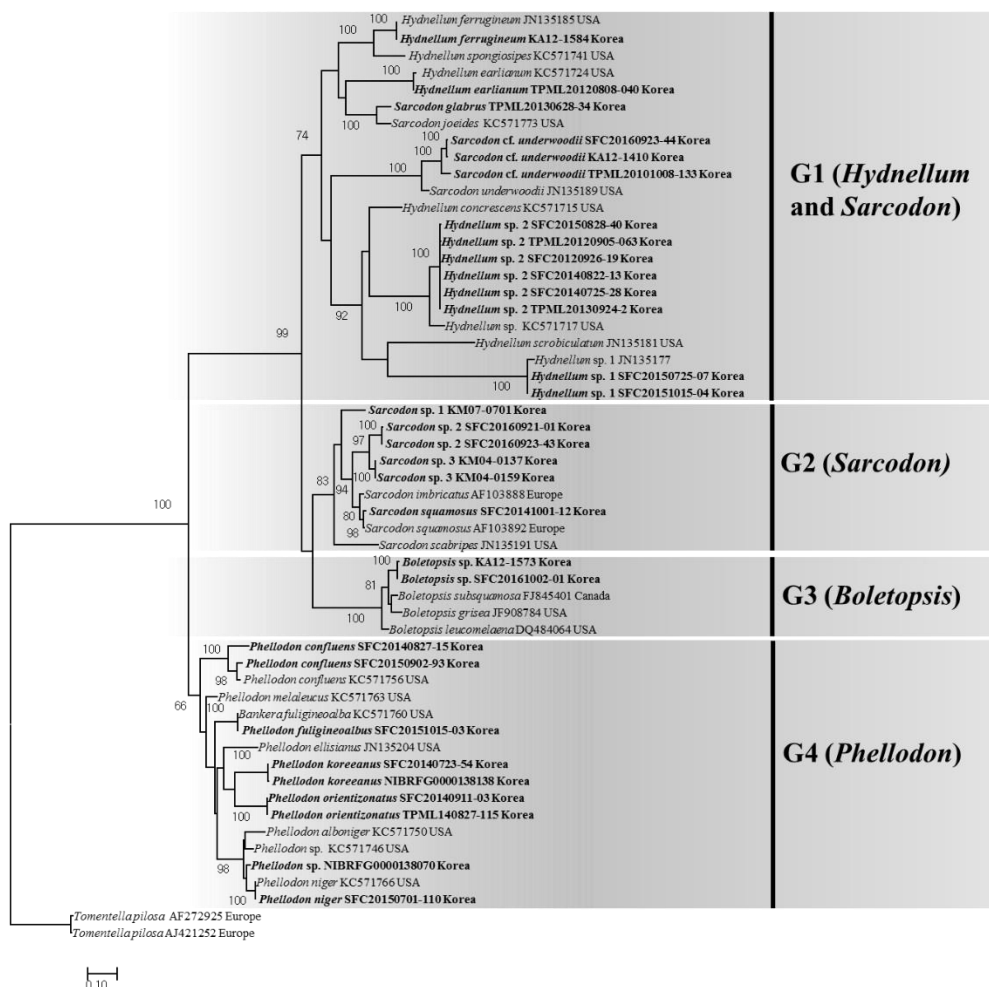 100
Hydnellum ferrugineum JN135185 USA
Hydnellum ferrugineum KA12-1584 Korea
100
Hydnellum spongiosipes KC571741 USA
100
Hydnellum earlianum KC571724 USA
Hydnellum earlianum TPML20120808-040 Korea
Sarcodon glabrus TPML20130628-34 Korea
100
Sarcodon joeides KC571773 USA
74
100
Sarcodon cf. underwoodii SFC20160923-44 Korea
100
Sarcodon cf. underwoodii KA12-1410 Korea
Sarcodon cf. underwoodii TPML20101008-133 Korea
100
Sarcodon underwoodii JN135189 USA
Hydnellum concrescens KC571715 USA
Hydnellum sp. 2 SFC20150828-40 Korea
Hydnellum sp. 2 TPML20120905-063 Korea
100
Hydnellum sp. 2 SFC20120926-19 Korea
Hydnellum sp. 2 SFC20140822-13 Korea
Hydnellum sp. 2 SFC20140725-28 Korea
100
Hydnellum sp. 2 TPML20130924-2 Korea
92
Hydnellum sp. KC571717 USA
99
Hydnellum scrobiculatum JN135181 USA
Hydnellum sp. 1 JN135177
Hydnellum sp. 1 SFC20150725-07 Korea
100
Hydnellum sp. 1 SFC20151015-04 Korea
G1 (Hydnellum
and Sarcodon)
Sarcodon sp. 1 KM07-0701 Korea
100
Sarcodon sp. 2 SFC20160921-01 Korea
97
Sarcodon sp. 2 SFC20160923-43 Korea
Sarcodon sp. 3 KM04-0137 Korea
100
Sarcodon sp. 3 KM04-0159 Korea
83
94
Sarcodon imbricatus AF103888 Europe
80
Sarcodon squamosus SFC20141001-12 Korea
98
Sarcodon squamosus AF103892 Europe
Sarcodon scabripes JN135191 USA
G2 (Sarcodon)
100
100
Boletopsis sp. KA12-1573 Korea
81
Boletopsis sp. SFC20161002-01 Korea
Boletopsis subsquamosa FJ845401 Canada
Boletopsis grisea JF908784 USA
100
Boletopsis leucomelaena DQ484064 USA
G3 (Boletopsis)
100
Phellodon confluens SFC20140827-15 Korea
Phellodon confluens SFC20150902-93 Korea
98
Phellodon confluens KC571756 USA
66
Phellodon melaleucus KC571763 USA
100
Bankera fuligineoalba KC571760 USA
Phellodon fuligineoalbus SFC20151015-03 Korea
Phellodon ellisianus JN135204 USA
100
Phellodon koreeanus SFC20140723-54 Korea
Phellodon koreeanus NIBRFG0000138138 Korea
Phellodon orientizonatus SFC20140911-03 Korea
100
Phellodon orientizonatus TPML140827-115 Korea
Phellodon alboniger KC571750 USA
Phellodon sp. KC571746 USA
98
Phellodon sp. NIBRFG0000138070 Korea
Phellodon niger KC571766 USA
100
Phellodon niger SFC20150701-110 Korea
G4 (Phellodon)
Tomentella pilosa AF272925 Europe
Tomentella pilosa AJ421252 Europe
0.10